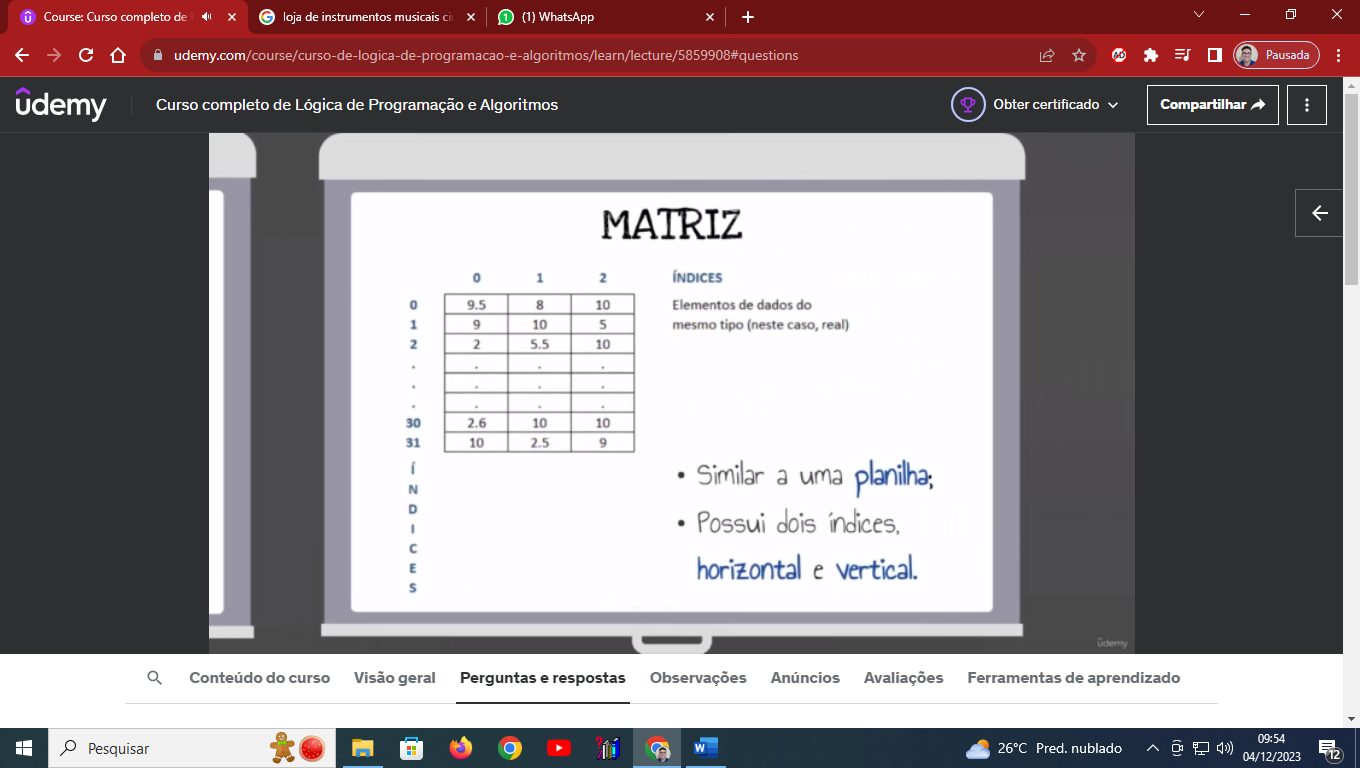 Course: Curso completo de
loja de instrumentos musicais ci
(1) WhatsApp
udemy.com/course/curso-de-logica-de-programacao-e-algoritmos/learn/lecture/5859908#questions
Pausada
ûdemy
Curso completo de Lógica de Programação e Algoritmos
Obter certificado
Compartilhar
MATRIZ
0 1 2
ÍNDICES
0 9.5 8 10
Elementos de dados do
1 9 10 5
mesmo tipo (neste caso, real)
2 2 5.5 10
. . . .
. . . .
. . . .
30 2.6 10 10
31 10 2.5 9
Í
N
D
I
C
E
S
• Similar a uma planilha;
• Possui dois índices,
horizontal e vertical.
ûdemy
Conteúdo do curso
Visão geral
Perguntas e respostas
Observações
Anúncios
Avaliações
Ferramentas de aprendizado
Pesquisar
26°C Pred. nublado
09:54
04/12/2023
12